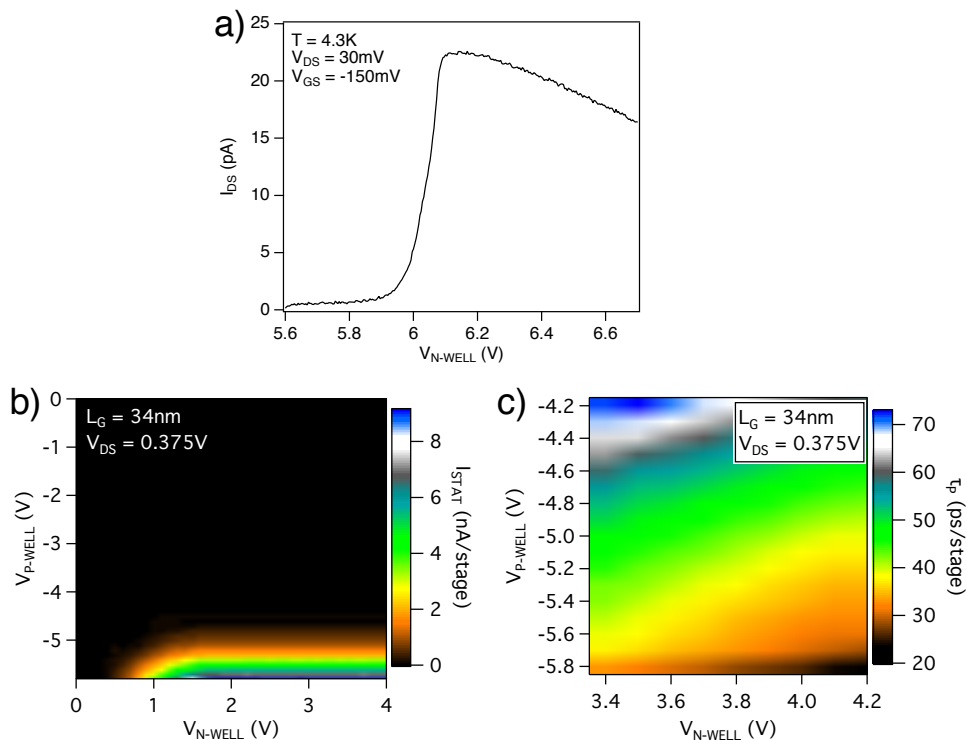 a)
25
20
15
10
5
0
I_DS (pA)
T = 4.3K
V_DS = 30mV
V_GS = -150mV
5.6 5.8 6 6.2 6.4 6.6
V_N-WELL (V)
b)
0
-1
-2
-3
-4
-5
V_P-WELL (V)
L_G = 34nm
V_DS = 0.375V
0 1 2 3 4
V_N-WELL (V)
8
6
4
2
0
I_STAT (nA/stage)
c)
-4.2
-4.4
-4.6
-4.8
-5.0
-5.2
-5.4
-5.6
-5.8
V_P-WELL (V)
L_G = 34nm
V_DS = 0.375V
3.4 3.6 3.8 4.0 4.2
V_N-WELL (V)
70
60
50
40
30
20
τ_P (ps/stage)